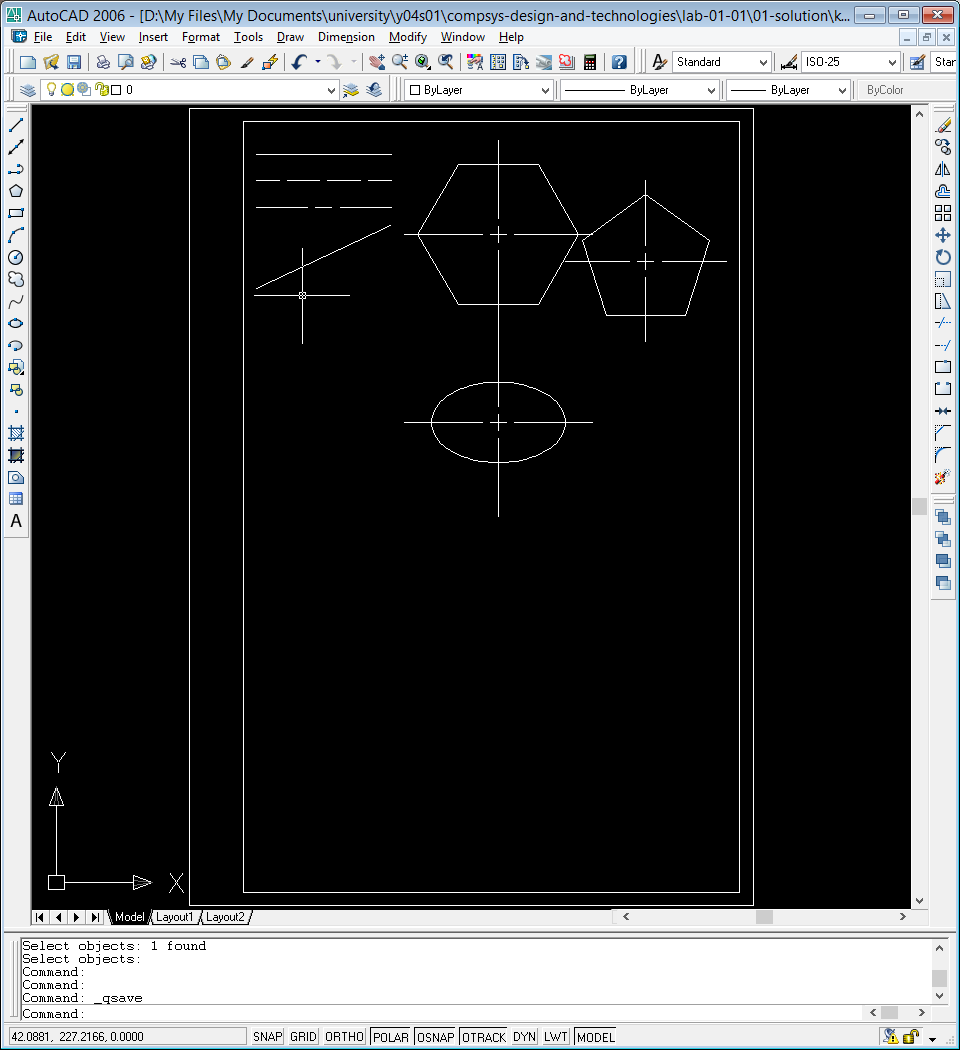 AutoCAD 2006 - [D:\My Files\My Documents\university\y04s01\compsys-design-and-technologies\lab-01-01\01-solution\k...
File Edit View Insert Format Tools Draw Dimension Modify Window Help
Standard ISO-25 Star
0 ByLayer ByLayer ByLayer ByColor
A
Y
X
Model Layout1 Layout2
Select objects: 1 found
Select objects:
Command:
Command:
Command: _qsave
Command:
42.0881, 227.2166, 0.0000 SNAP GRID ORTHO POLAR OSNAP OTRACK DYN LWT MODEL